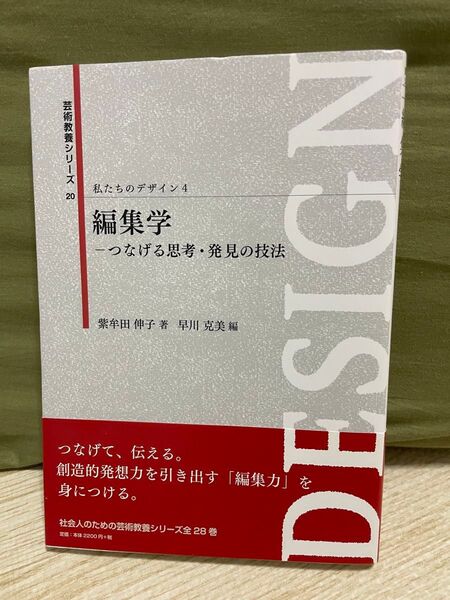 芸術教養シリーズ 20
私たちのデザイン 4
編集学
−つなげる思考・発見の技法
紫牟田 伸子 著 早川 克美 編
DESIGN
つなげて、伝える。
創造的発想力を引き出す「編集力」を
身につける。
社会人のための芸術教養シリーズ全28巻
定価：本体2200円＋税